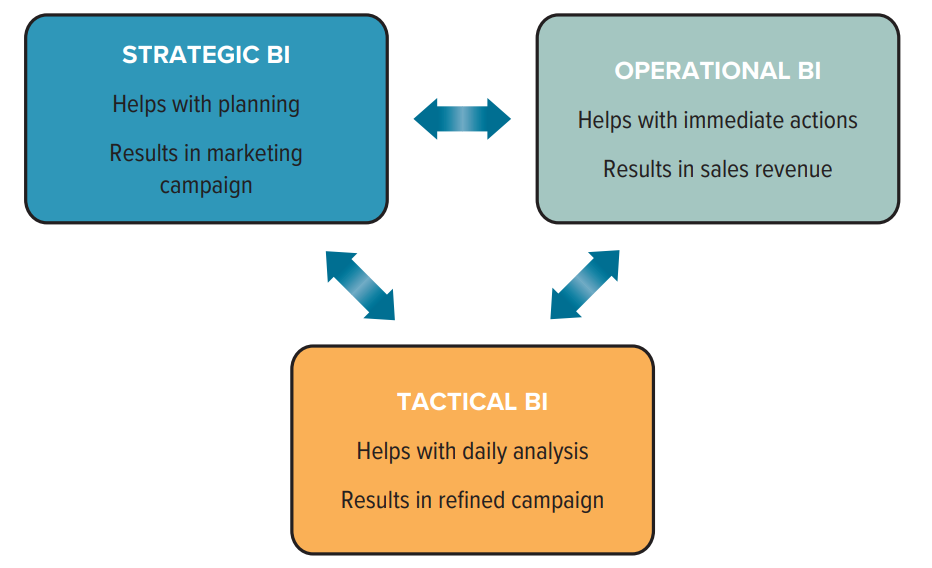 STRATEGIC BI
Helps with planning
Results in marketing
campaign
OPERATIONAL BI
Helps with immediate actions
Results in sales revenue
TACTICAL BI
Helps with daily analysis
Results in refined campaign